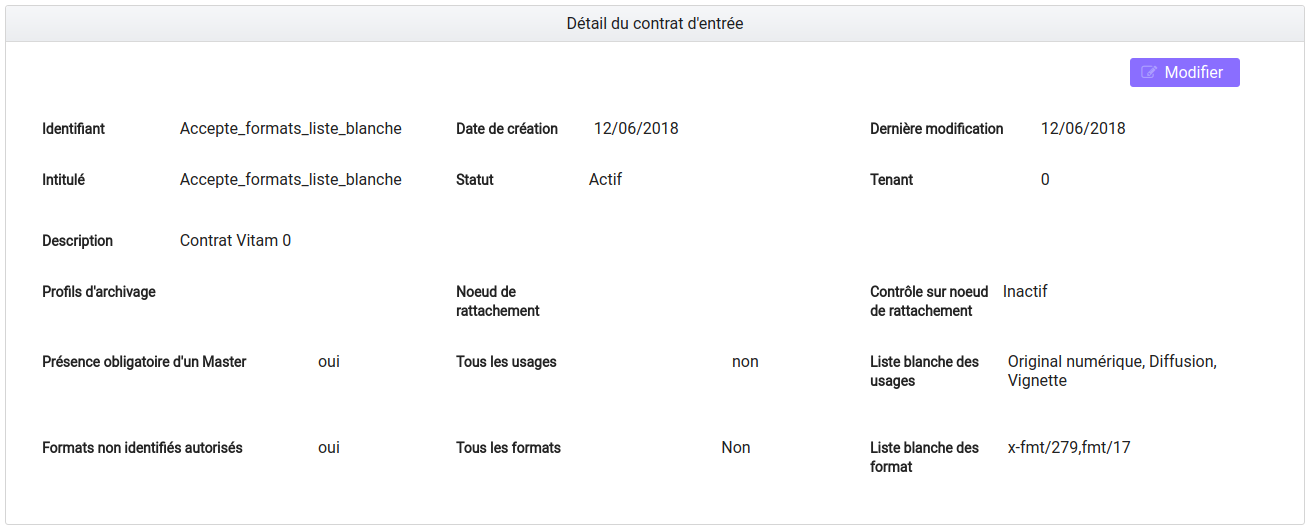 Détail du contrat d'entrée
Modifier
Identifiant Accepte_formats_liste_blanche Date de création 12/06/2018 Dernière modification 12/06/2018
Intitulé Accepte_formats_liste_blanche Statut Actif Tenant 0
Description Contrat Vitam 0
Profils d'archivage Noeud de Contrôle sur noeud Inactif
rattachement de rattachement
Présence obligatoire d'un Master oui Tous les usages non Liste blanche des Original numérique, Diffusion,
usages Vignette
Formats non identifiés autorisés oui Tous les formats Non Liste blanche des x-fmt/279,fmt/17
format